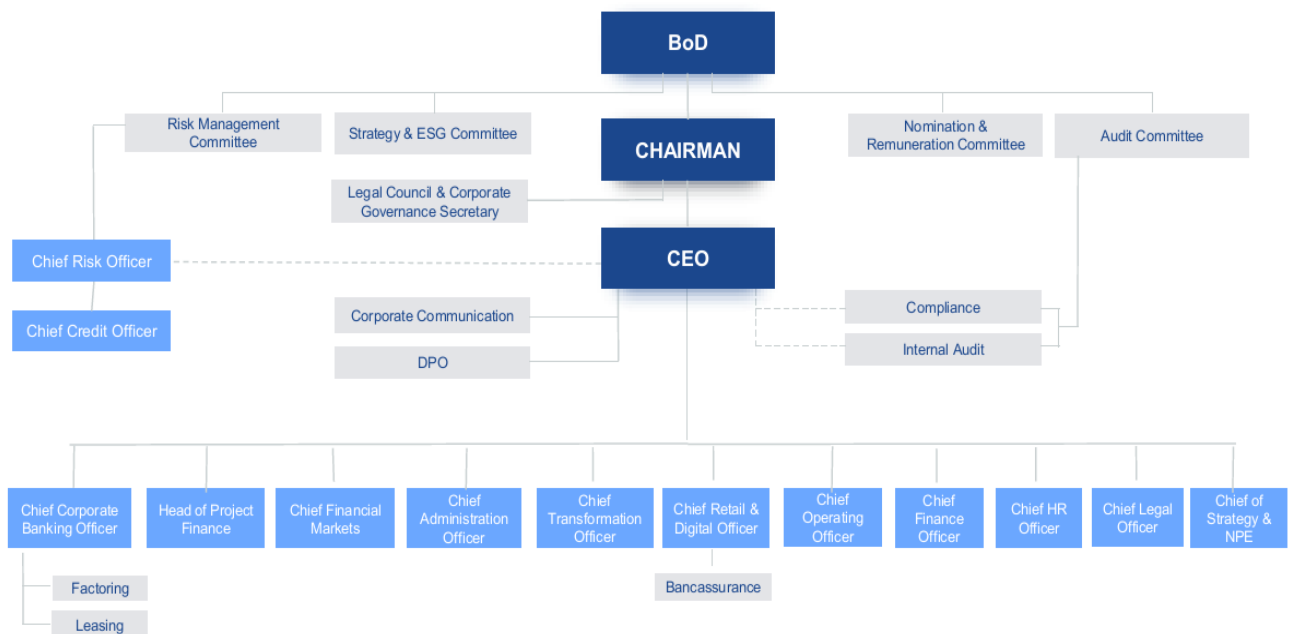 BoD
Risk Management
Committee
Strategy & ESG Committee
CHAIRMAN
Nomination &
Remuneration Committee
Audit Committee
Legal Council & Corporate
Governance Secretary
Chief Risk Officer
CEO
Chief Credit Officer
Corporate Communication
DPO
Compliance
Internal Audit
Chief Corporate
Banking Officer
Head of Project
Finance
Chief Financial
Markets
Chief
Administration
Officer
Chief
Transformation
Officer
Chief Retail &
Digital Officer
Chief
Operating
Officer
Chief
Finance
Officer
Chief HR
Officer
Chief Legal
Officer
Chief of
Strategy &
NPE
Factoring
Leasing
Bancassurance